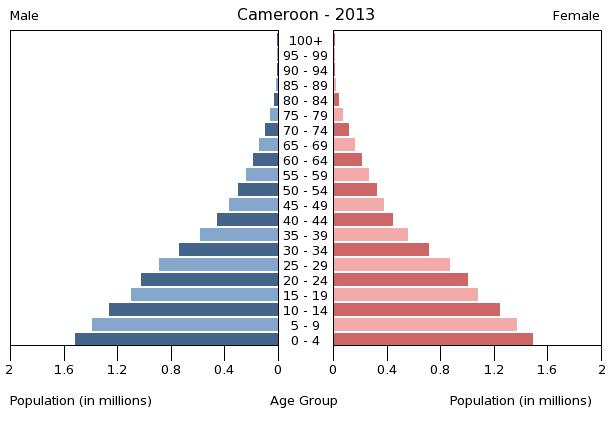 Cameroon - 2013
Male
Female
100+
95 - 99
90 - 94
85 - 89
80 - 84
75 - 79
70 - 74
65 - 69
60 - 64
55 - 59
50 - 54
45 - 49
40 - 44
35 - 39
30 - 34
25 - 29
20 - 24
15 - 19
10 - 14
5 - 9
0 - 4
2 1.6 1.2 0.8 0.4 0 0 0.4 0.8 1.2 1.6 2
Population (in millions) Age Group Population (in millions)